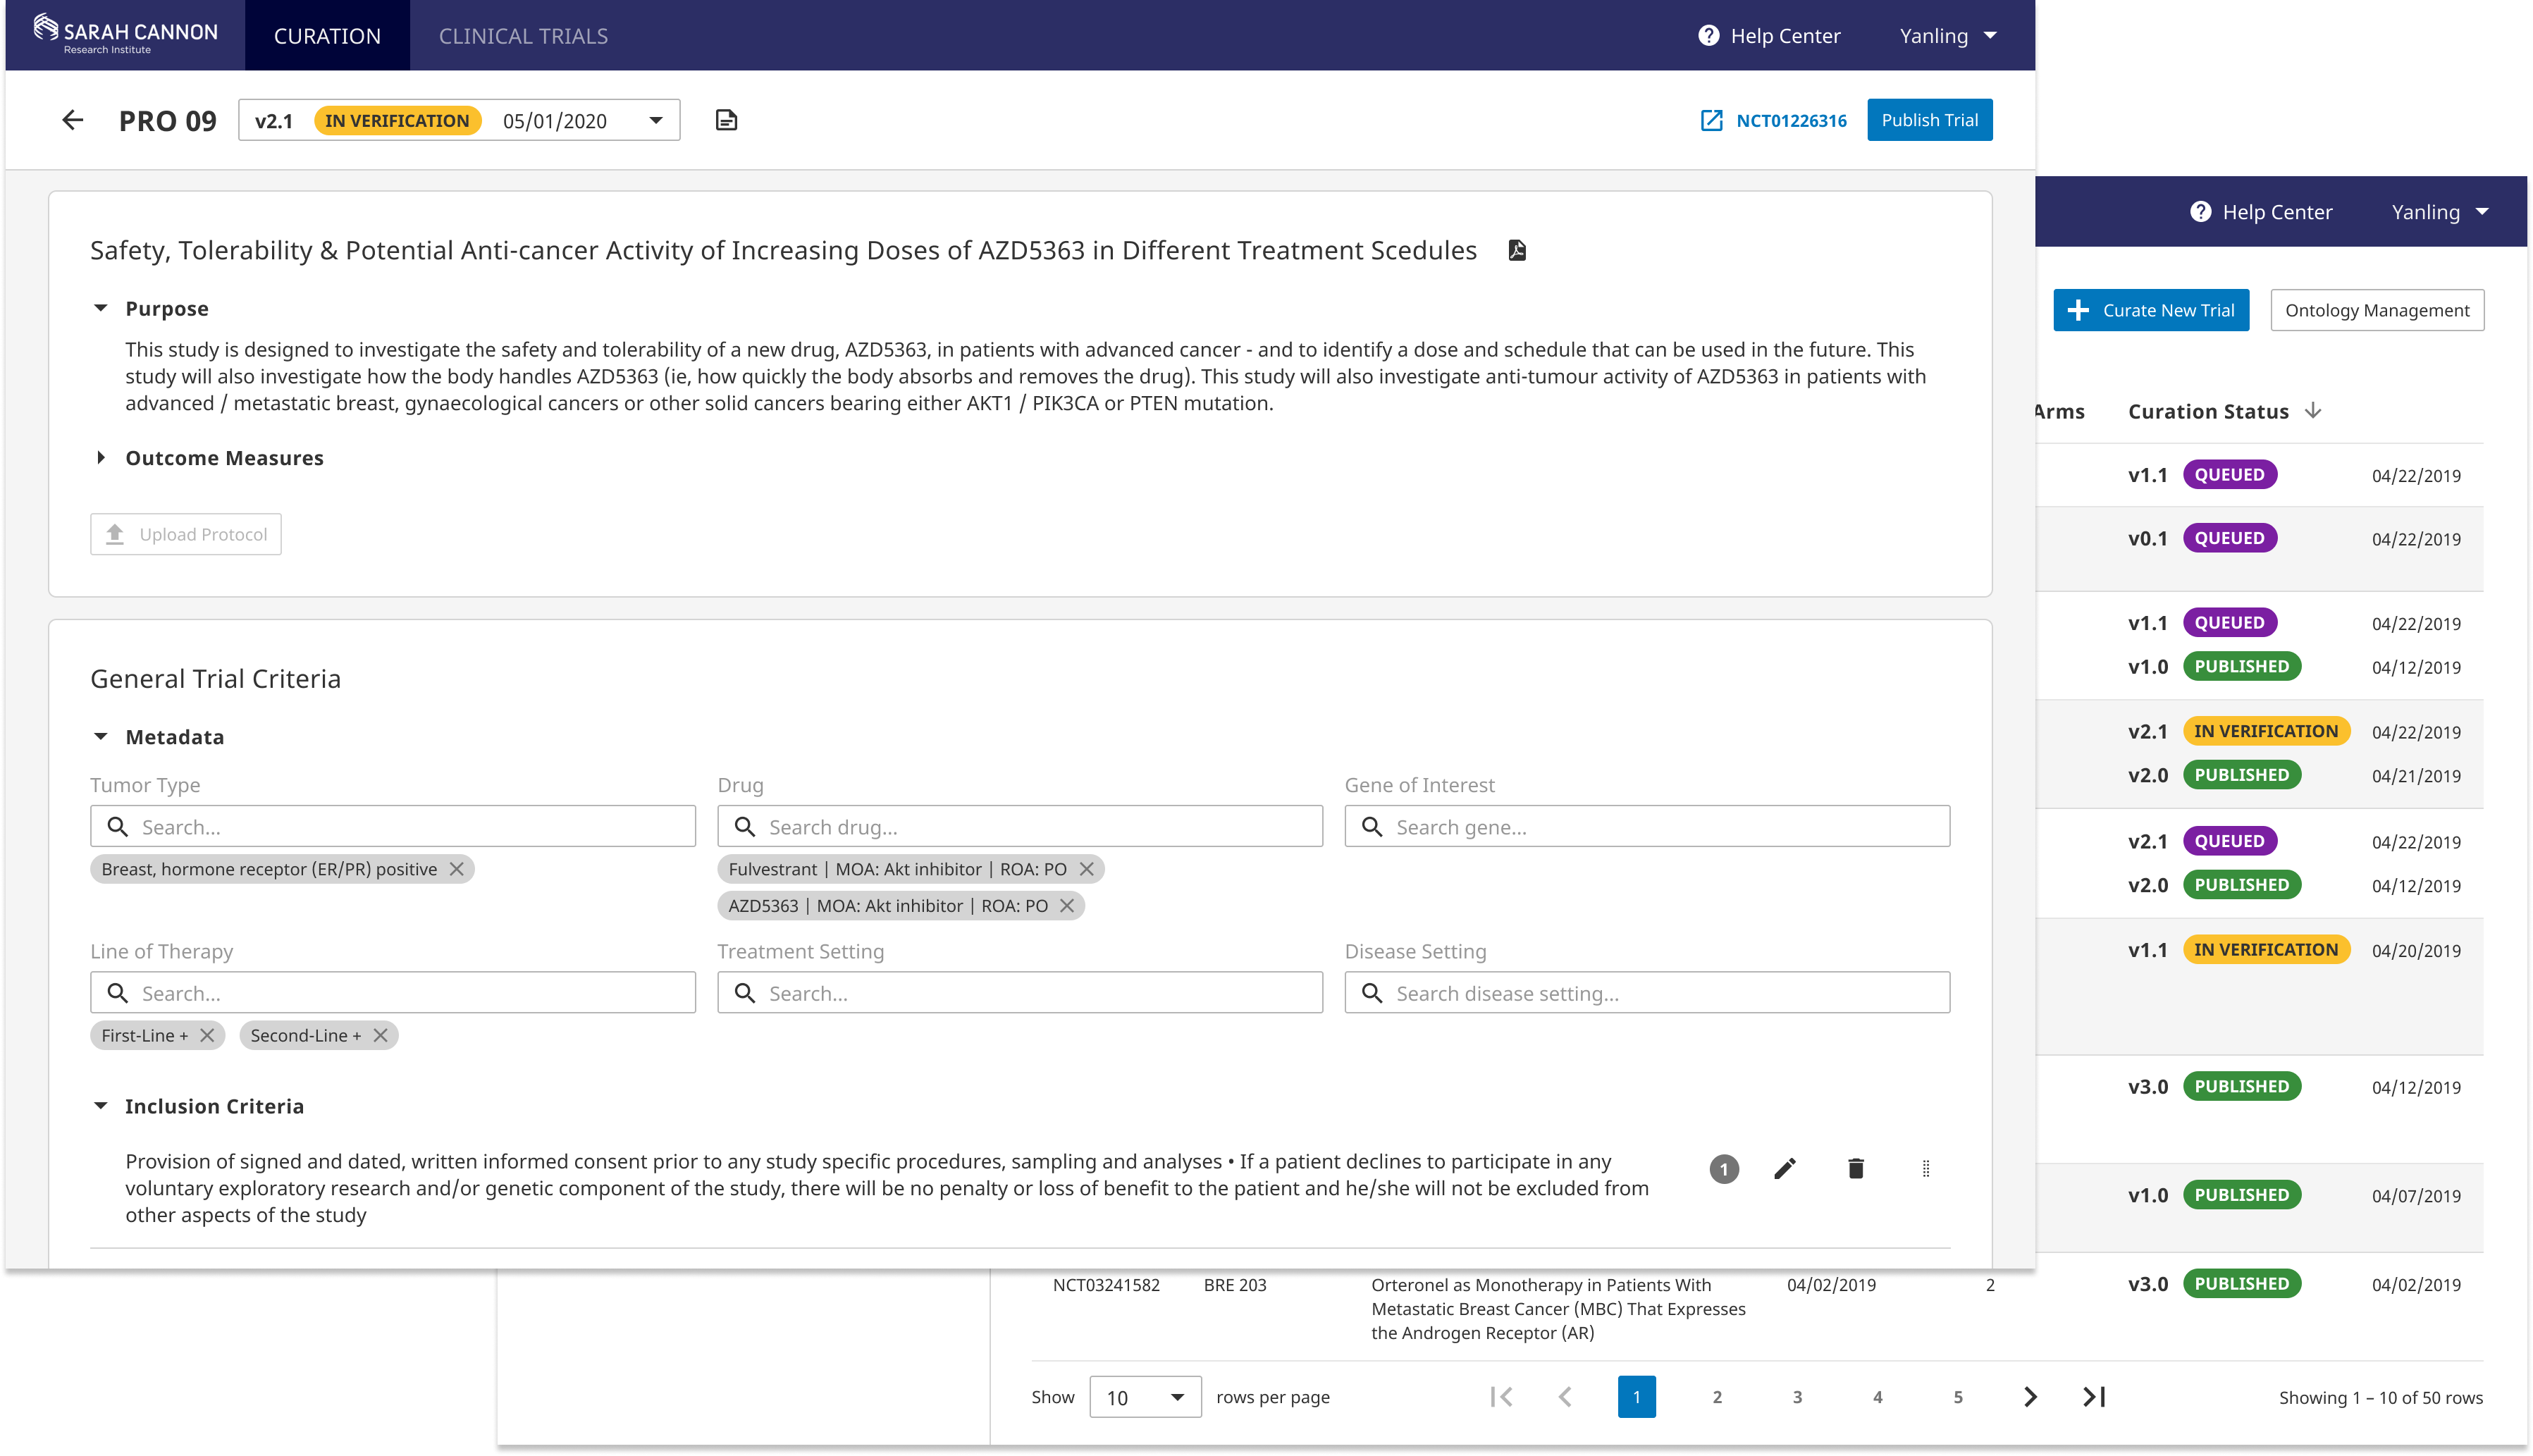 SARAH CANNON
Research Institute
CURATION
CLINICAL TRIALS
Help Center
Yanling
PRO 09
v2.1 IN VERIFICATION 05/01/2020
NCT01226316
Publish Trial
Safety, Tolerability & Potential Anti-cancer Activity of Increasing Doses of AZD5363 in Different Treatment Scedules
Purpose
This study is designed to investigate the safety and tolerability of a new drug, AZD5363, in patients with advanced cancer - and to identify a dose and schedule that can be used in the future. This
study will also investigate how the body handles AZD5363 (ie, how quickly the body absorbs and removes the drug). This study will also investigate anti-tumour activity of AZD5363 in patients with
advanced / metastatic breast, gynaecological cancers or other solid cancers bearing either AKT1 / PIK3CA or PTEN mutation.
Outcome Measures
Upload Protocol
General Trial Criteria
Metadata
Tumor Type
Search...
Breast, hormone receptor (ER/PR) positive
Drug
Search drug...
Fulvestrant | MOA: Akt inhibitor | ROA: PO
AZD5363 | MOA: Akt inhibitor | ROA: PO
Gene of Interest
Search gene...
Line of Therapy
Search...
First-Line +
Second-Line +
Treatment Setting
Search...
Disease Setting
Search disease setting...
Inclusion Criteria
Provision of signed and dated, written informed consent prior to any study specific procedures, sampling and analyses • If a patient declines to participate in any
voluntary exploratory research and/or genetic component of the study, there will be no penalty or loss of benefit to the patient and he/she will not be excluded from
other aspects of the study
1
Help Center
Yanling
Curate New Trial
Ontology Management
Arms
Curation Status
v1.1 QUEUED 04/22/2019
v0.1 QUEUED 04/22/2019
v1.1 QUEUED 04/22/2019
v1.0 PUBLISHED 04/12/2019
v2.1 IN VERIFICATION 04/22/2019
v2.0 PUBLISHED 04/21/2019
v2.1 QUEUED 04/22/2019
v2.0 PUBLISHED 04/12/2019
v1.1 IN VERIFICATION 04/20/2019
v3.0 PUBLISHED 04/12/2019
v1.0 PUBLISHED 04/07/2019
NCT03241582
BRE 203
Orteronel as Monotherapy in Patients With
Metastatic Breast Cancer (MBC) That Expresses
the Androgen Receptor (AR)
04/02/2019
2
v3.0 PUBLISHED 04/02/2019
Show 10 rows per page
1 2 3 4 5
Showing 1 – 10 of 50 rows